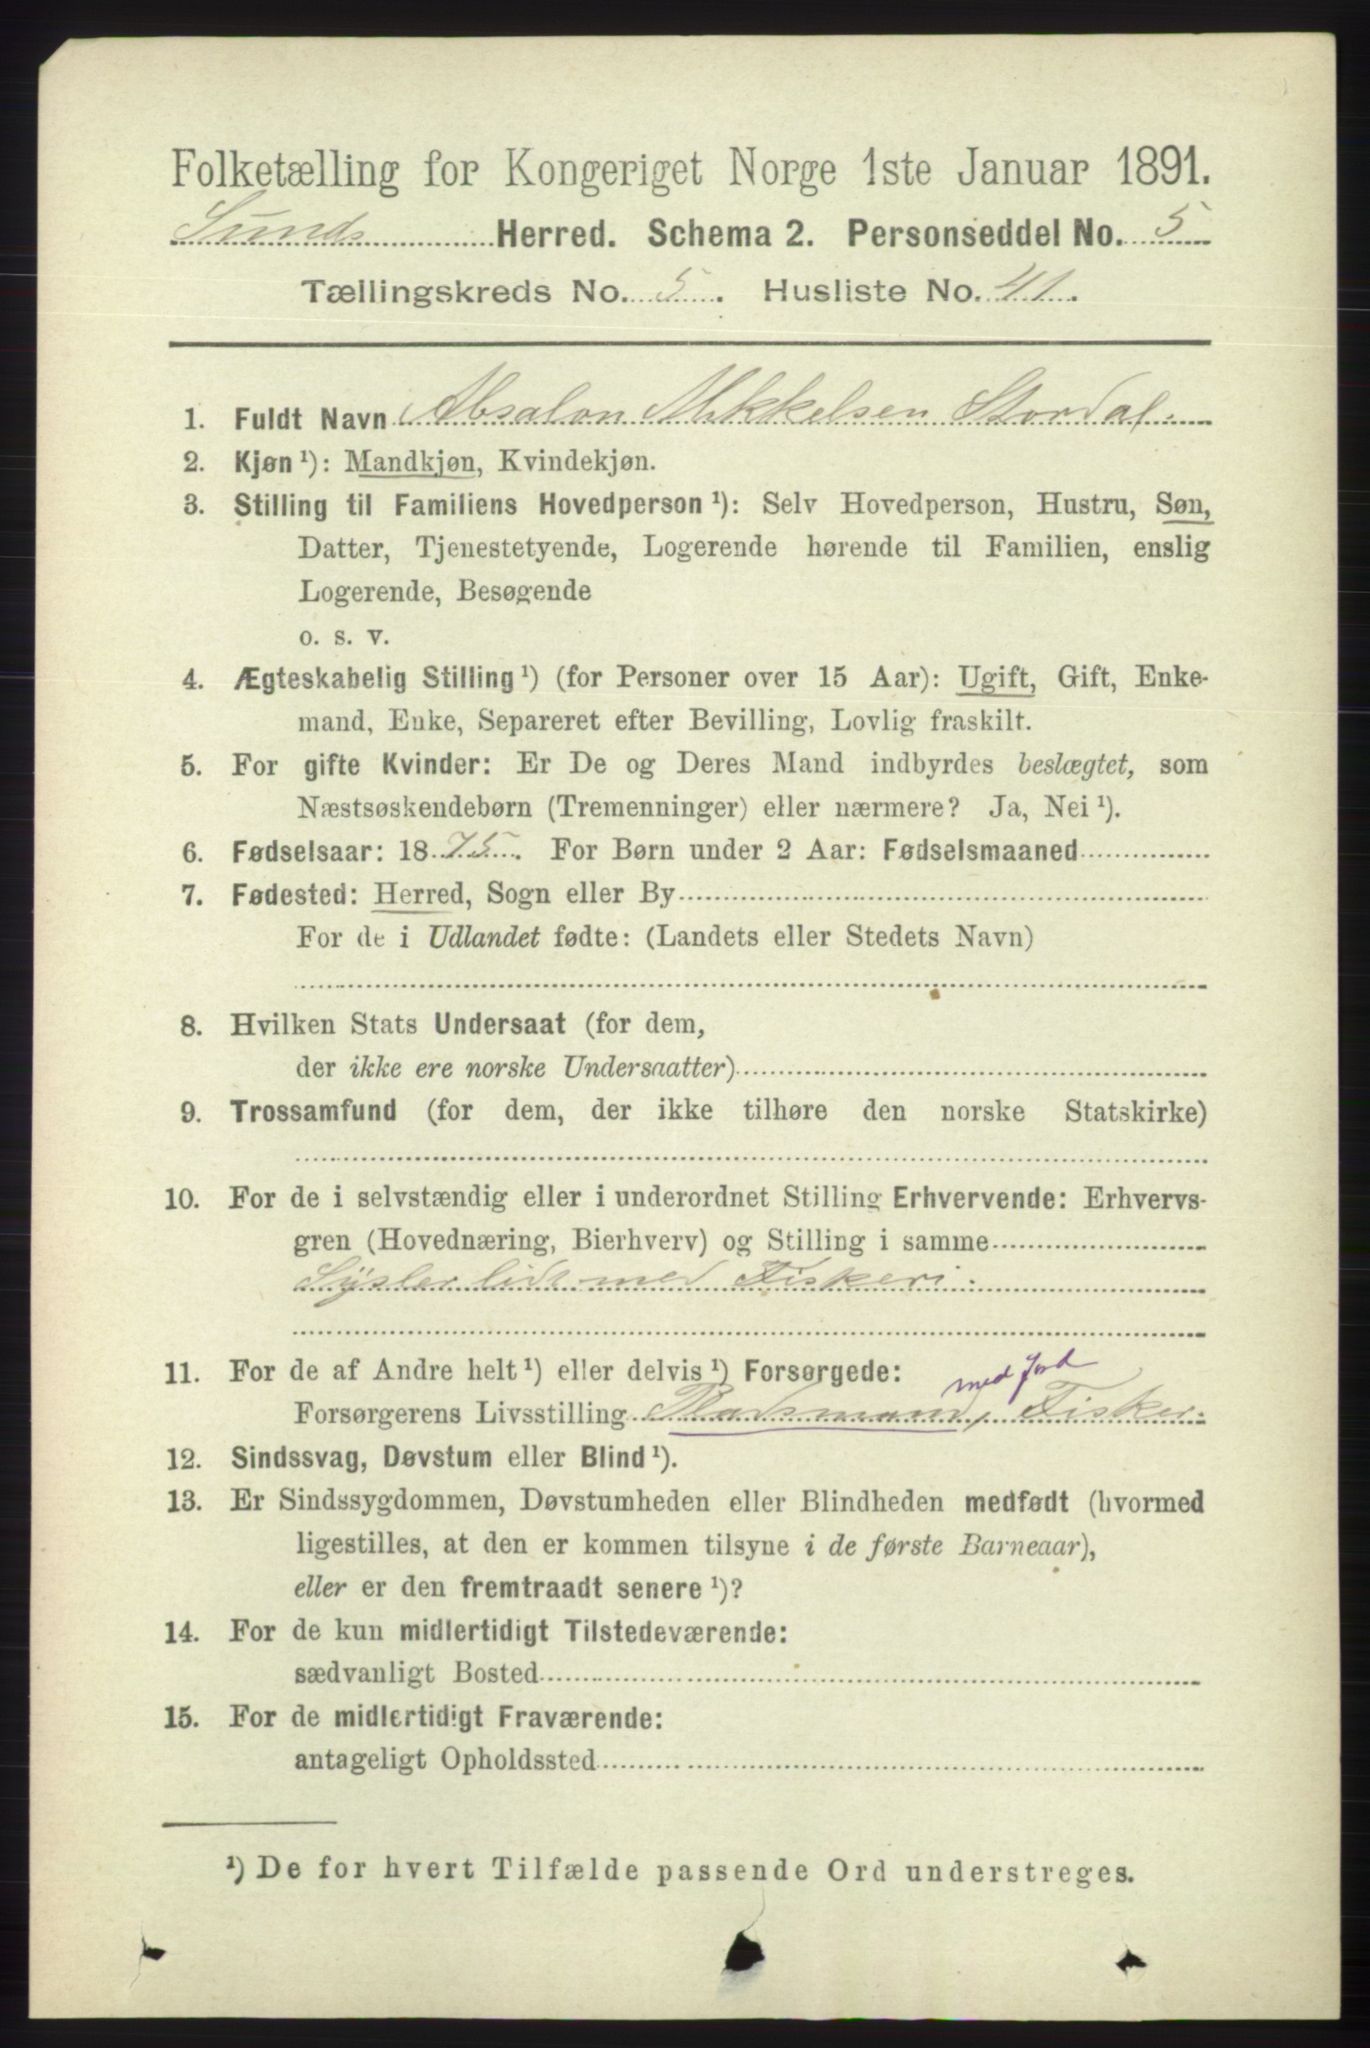 Folketælling for Kongeriget Norge 1ste Januar 1891.
Sunds Herred. Schema 2. Personseddel No. 5
Tællingskreds No. 5. Husliste No. 41.
1. Fuldt Navn Absalon Mikkelsen Stordal.
2. Kjøn ¹): Mandkjøn, Kvindekjøn.
3. Stilling til Familiens Hovedperson ¹): Selv Hovedperson, Hustru, Søn,
Datter, Tjenestetyende, Logerende hørende til Familien, enslig
Logerende, Besøgende
o. s. v.
4. Ægteskabelig Stilling ¹) (for Personer over 15 Aar): Ugift, Gift, Enke-
mand, Enke, Separeret efter Bevilling, Lovlig fraskilt.
5. For gifte Kvinder: Er De og Deres Mand indbyrdes beslægtet, som
Næstsøskendebørn (Tremenninger) eller nærmere? Ja, Nei ¹).
6. Fødselsaar: 1875. For Børn under 2 Aar: Fødselsmaaned
7. Fødested: Herred, Sogn eller By
For de i Udlandet fødte: (Landets eller Stedets Navn)
8. Hvilken Stats Undersaat (for dem,
der ikke ere norske Undersaatter)
9. Trossamfund (for dem, der ikke tilhøre den norske Statskirke)
10. For de i selvstændig eller i underordnet Stilling Erhvervende: Erhvervs-
gren (Hovednæring, Bierhverv) og Stilling i samme
Sysler lidt med Fiskeri.
11. For de af Andre helt ¹) eller delvis ¹) Forsørgede:
med Jord
Forsørgerens Livsstilling Pladsmand, Fisker.
12. Sindssvag, Døvstum eller Blind ¹).
13. Er Sindssygdommen, Døvstumheden eller Blindheden medfødt (hvormed
ligestilles, at den er kommen tilsyne i de første Barneaar),
eller er den fremtraadt senere ¹)?
14. For de kun midlertidigt Tilstedeværende:
sædvanligt Bosted
15. For de midlertidigt Fraværende:
antageligt Opholdssted
¹) De for hvert Tilfælde passende Ord understreges.